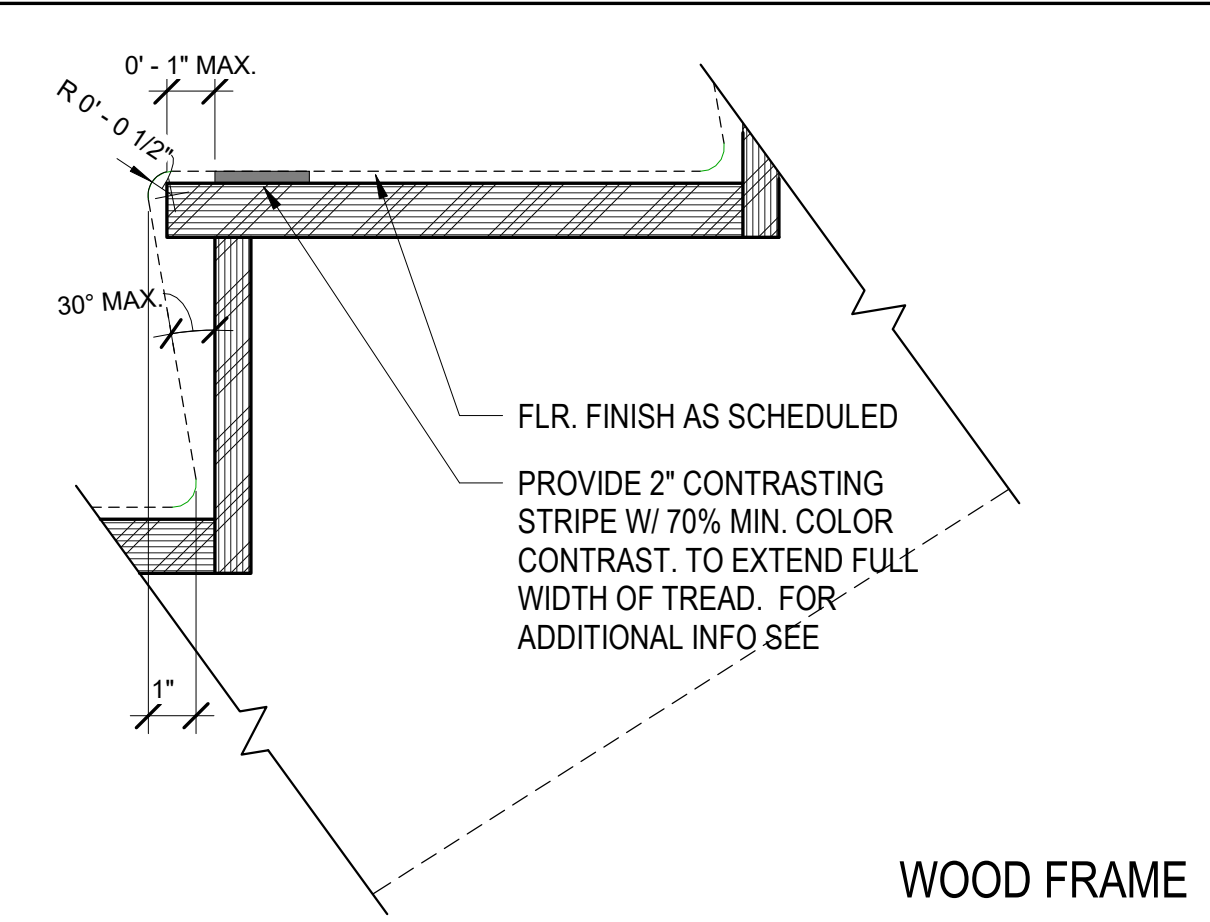 0' - 1" MAX.
R 0' - 0 1/2"
30° MAX.
FLR. FINISH AS SCHEDULED
PROVIDE 2" CONTRASTING
STRIPE W/ 70% MIN. COLOR
CONTRAST. TO EXTEND FULL
WIDTH OF TREAD. FOR
ADDITIONAL INFO SEE
1"
WOOD FRAME